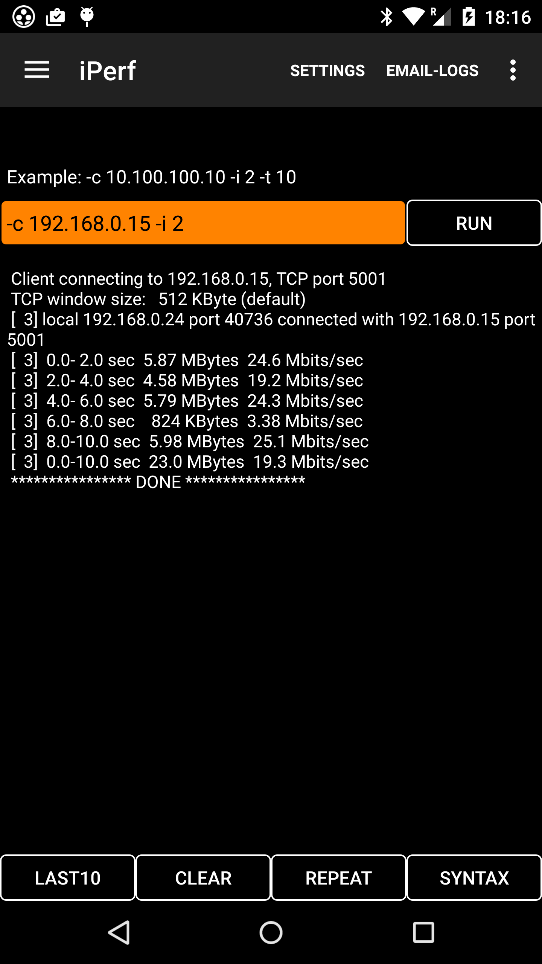 R
18:16
iPerf
SETTINGS
EMAIL-LOGS
Example: -c 10.100.100.10 -i 2 -t 10
-c 192.168.0.15 -i 2
RUN
Client connecting to 192.168.0.15, TCP port 5001
TCP window size:   512 KByte (default)
[  3] local 192.168.0.24 port 40736 connected with 192.168.0.15 port
5001
[  3]  0.0- 2.0 sec  5.87 MBytes  24.6 Mbits/sec
[  3]  2.0- 4.0 sec  4.58 MBytes  19.2 Mbits/sec
[  3]  4.0- 6.0 sec  5.79 MBytes  24.3 Mbits/sec
[  3]  6.0- 8.0 sec    824 KBytes  3.38 Mbits/sec
[  3]  8.0-10.0 sec  5.98 MBytes  25.1 Mbits/sec
[  3]  0.0-10.0 sec  23.0 MBytes  19.3 Mbits/sec
**************** DONE ****************
LAST10
CLEAR
REPEAT
SYNTAX